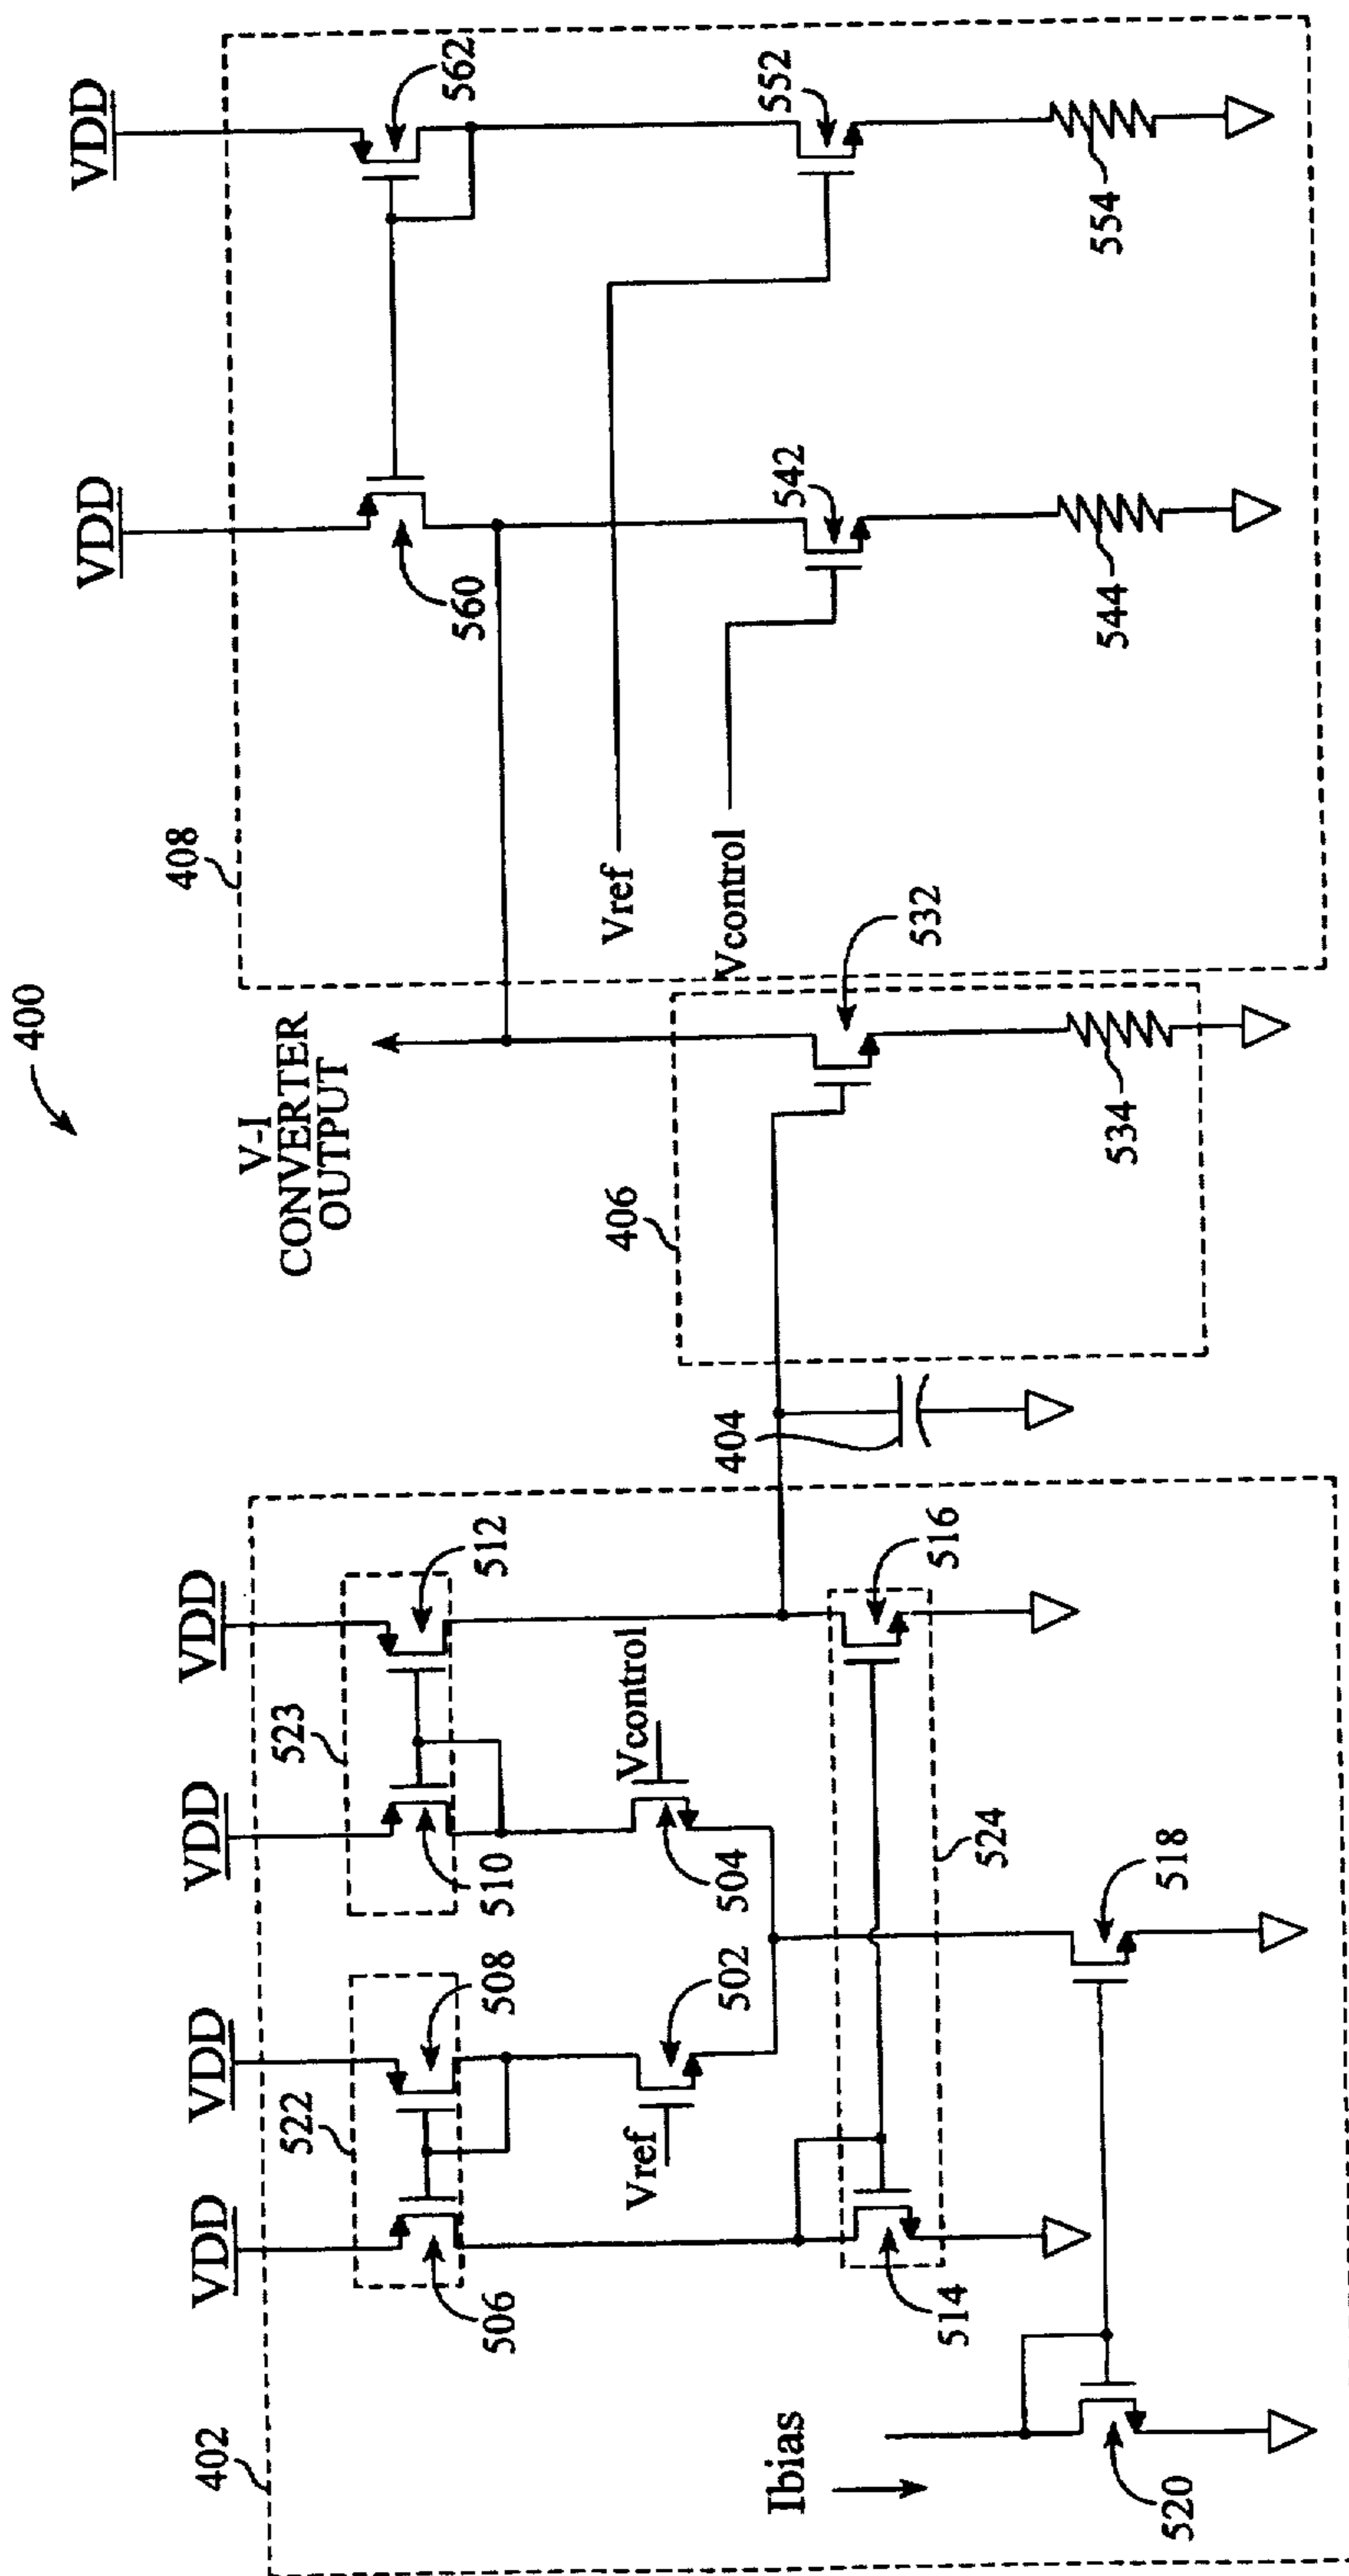 400
VDD
VDD
408
562
560
Vref
Vcontrol
552
542
554
544
V-I
CONVERTER
OUTPUT
406
532
534
404
402
VDD
VDD
VDD
VDD
522
523
506
508
510
512
Vref
502
504
Vcontrol
514
516
524
Ibias
520
518